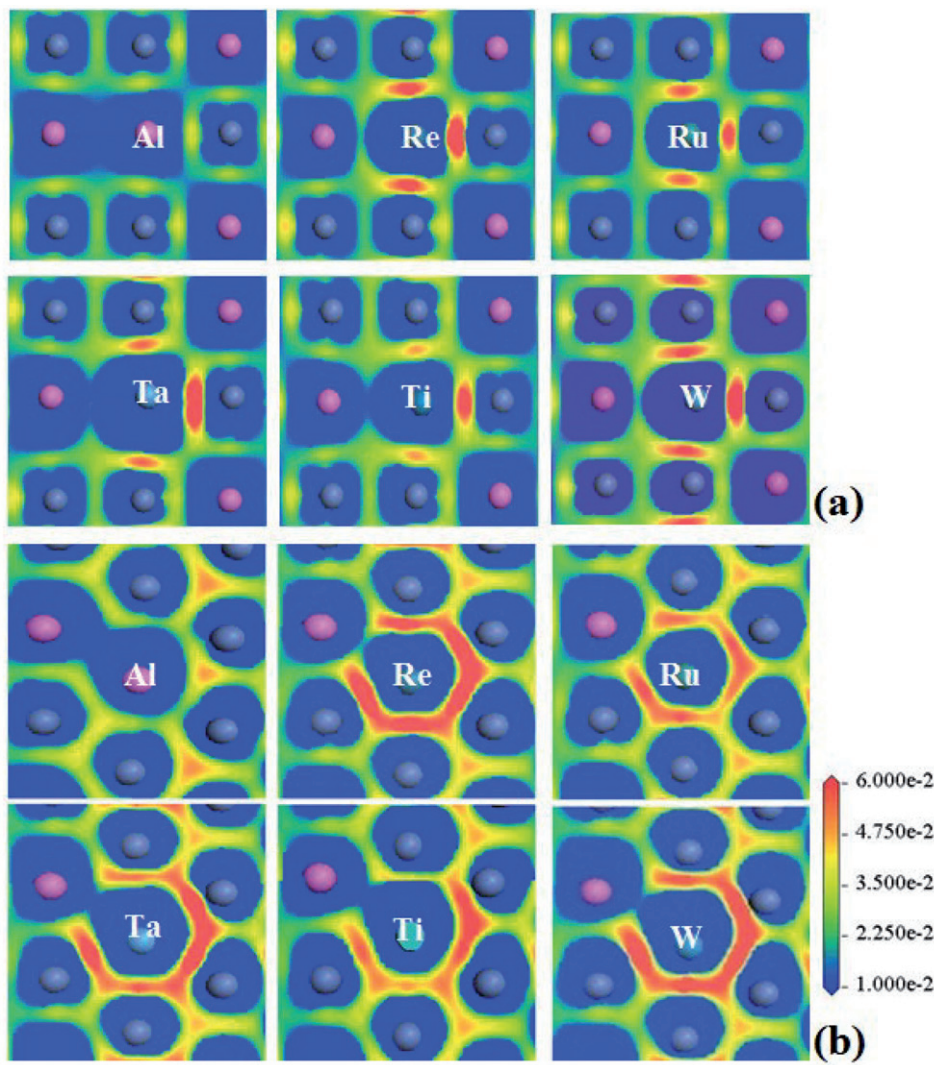 Al
Re
Ru
Ta
Ti
W
(a)
Al
Re
Ru
6.000e-2
4.750e-2
3.500e-2
2.250e-2
1.000e-2
Ta
Ti
W
(b)